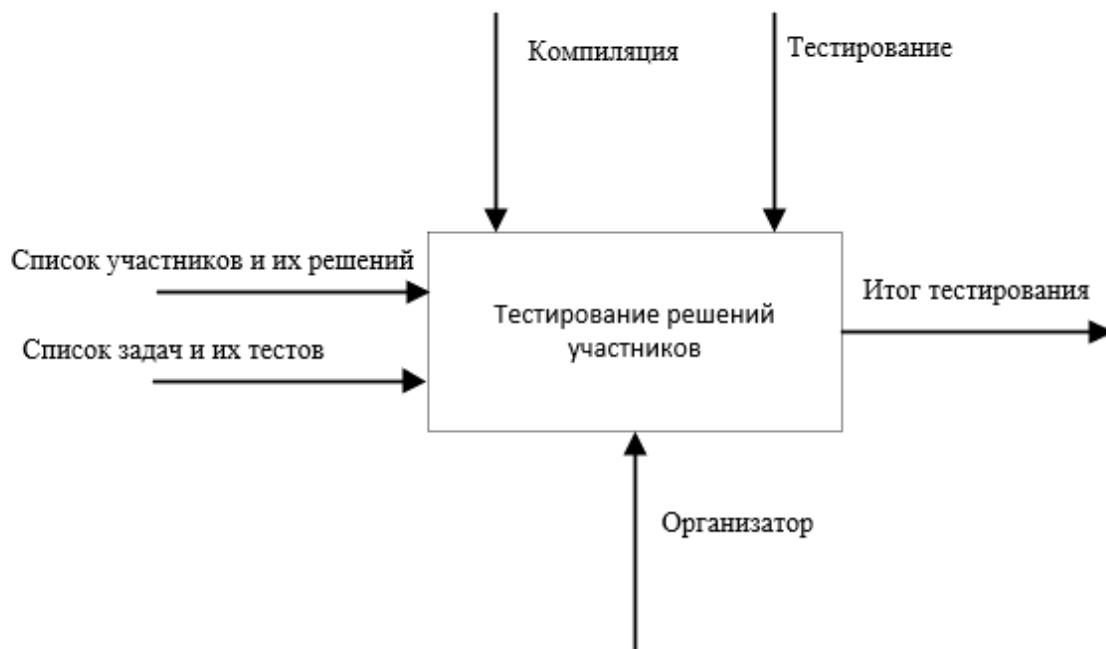 Компиляция
Тестирование
Список участников и их решений
Список задач и их тестов
Тестирование решений
участников
Итог тестирования
Организатор